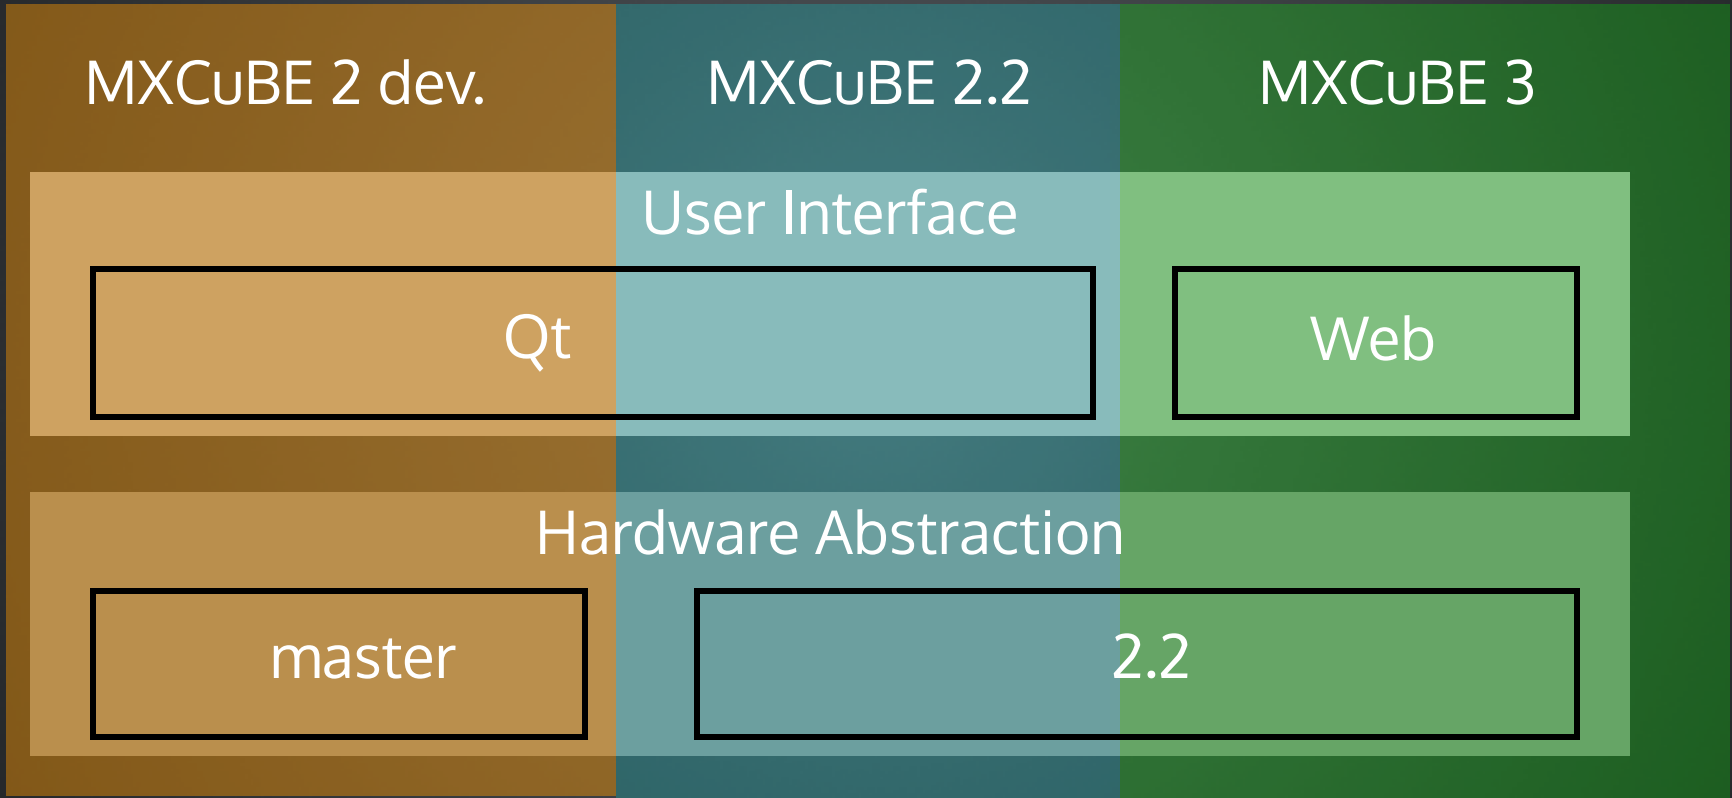 MXCuBE 2 dev.
MXCuBE 2.2
MXCuBE 3
User Interface
Qt
Web
Hardware Abstraction
master
2.2